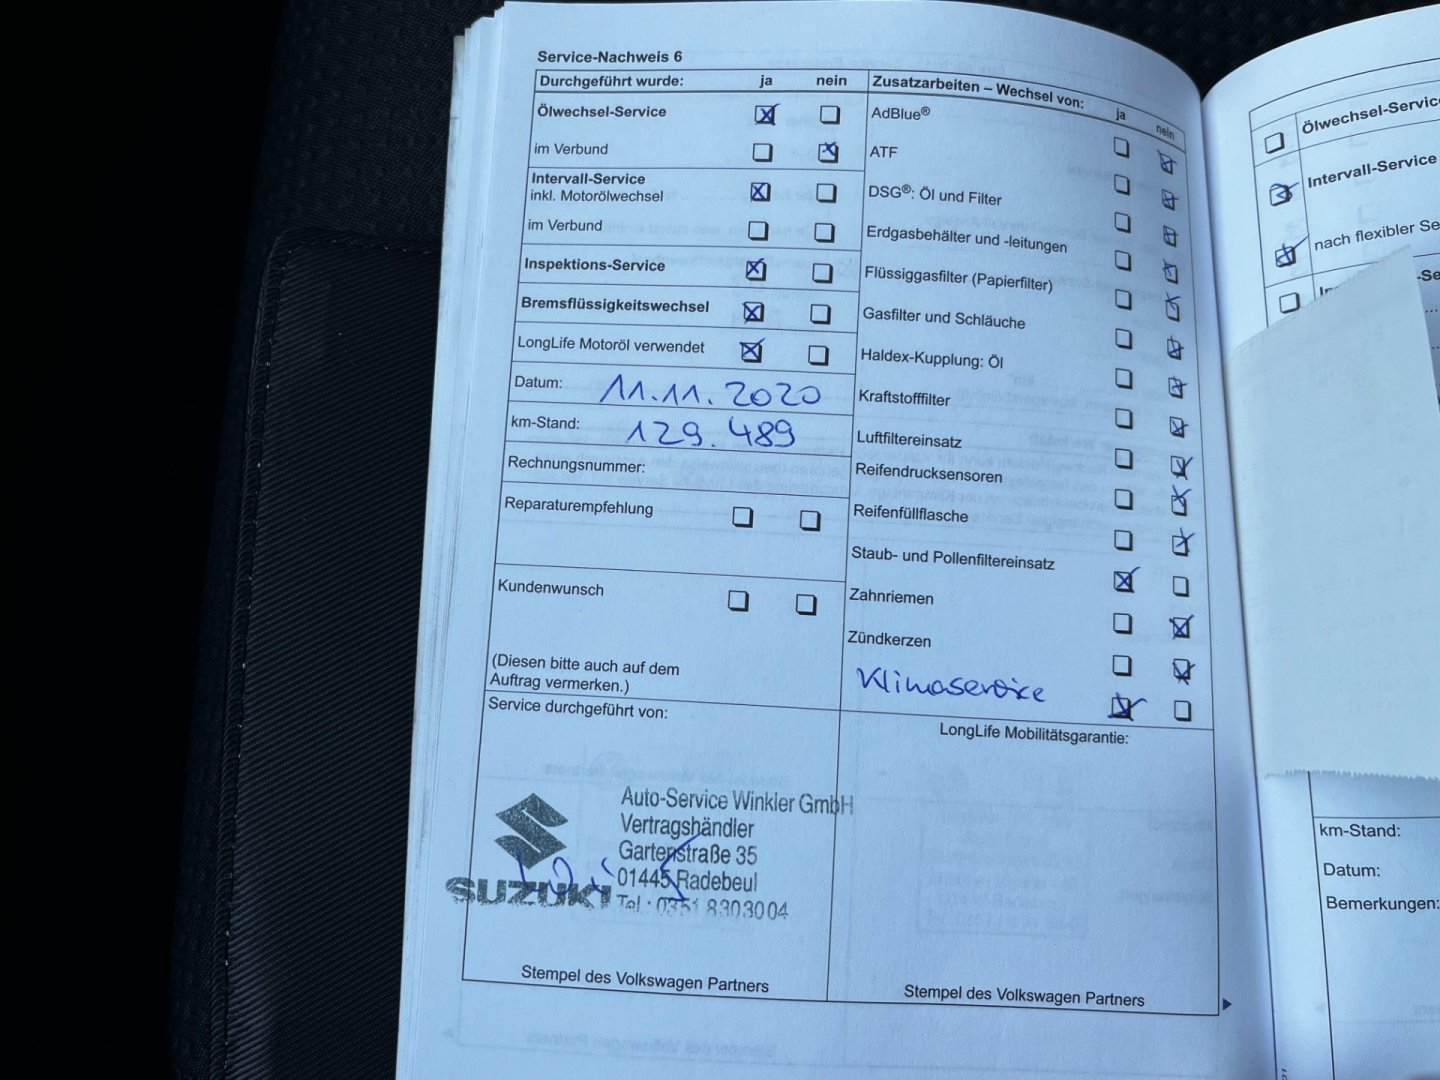 Service-Nachweis 6
Durchgeführt wurde: ja nein
Ölwechsel-Service
im Verbund
Intervall-Service
inkl. Motorölwechsel
im Verbund
Inspektions-Service
Bremsflüssigkeitswechsel
LongLife Motoröl verwendet
Datum: 11.11.2020
km-Stand: 129.489
Rechnungsnummer:
Reparaturempfehlung
Kundenwunsch
(Diesen bitte auch auf dem
Auftrag vermerken.)
Service durchgeführt von:
Auto-Service Winkler GmbH
Vertragshändler
Gartenstraße 35
01445 Radebeul
SUZUKI Tel.: 0351 8303004
Stempel des Volkswagen Partners
Zusatzarbeiten – Wechsel von: ja nein
AdBlue®
ATF
DSG®: Öl und Filter
Erdgasbehälter und -leitungen
Flüssiggasfilter (Papierfilter)
Gasfilter und Schläuche
Haldex-Kupplung: Öl
Kraftstofffilter
Luftfiltereinsatz
Reifendrucksensoren
Reifenfüllflasche
Staub- und Pollenfiltereinsatz
Zahnriemen
Zündkerzen
Klimaservice
LongLife Mobilitätsgarantie:
Stempel des Volkswagen Partners
Ölwechsel-Service
Intervall-Service
nach flexibler Se
km-Stand:
Datum:
Bemerkungen: